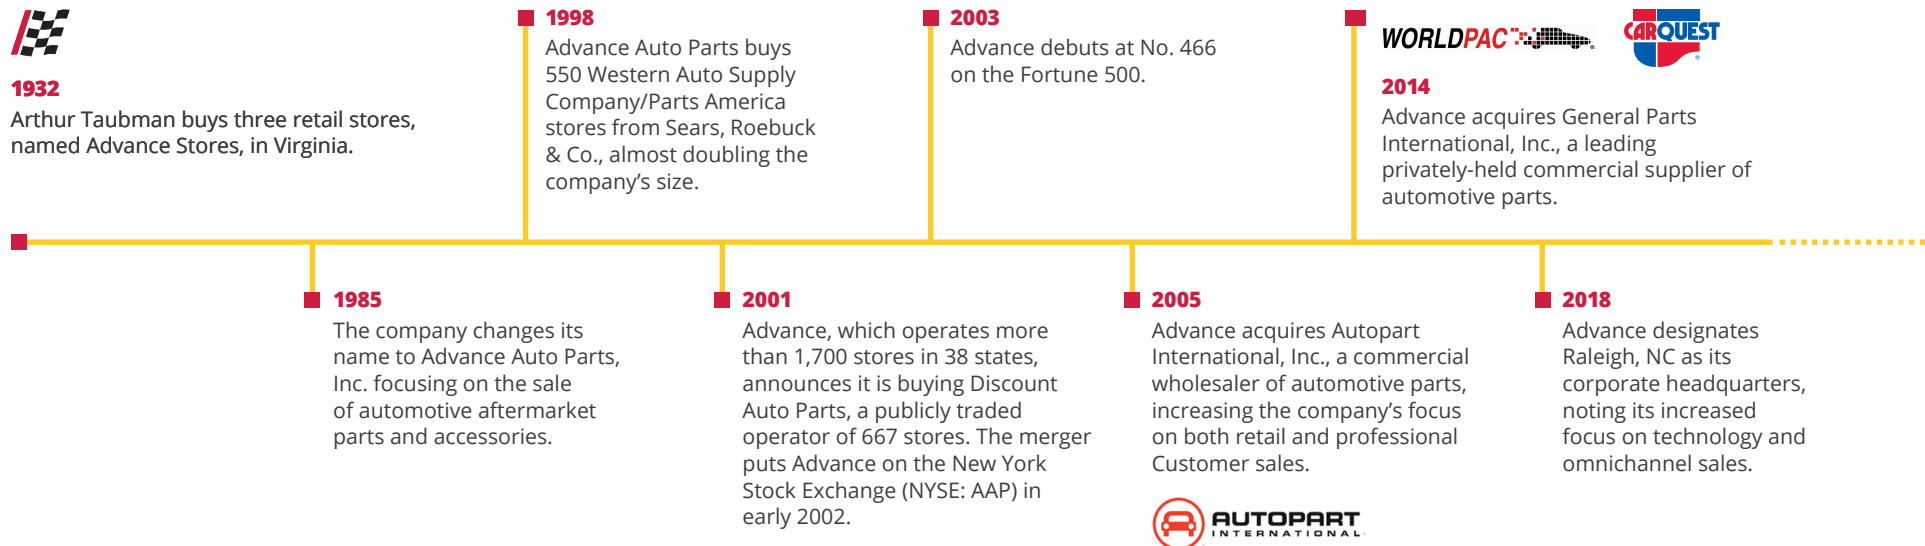 1932
Arthur Taubman buys three retail stores,
named Advance Stores, in Virginia.
1985
The company changes its
name to Advance Auto Parts,
Inc. focusing on the sale
of automotive aftermarket
parts and accessories.
1998
Advance Auto Parts buys
550 Western Auto Supply
Company/Parts America
stores from Sears, Roebuck
& Co., almost doubling the
company’s size.
2001
Advance, which operates more
than 1,700 stores in 38 states,
announces it is buying Discount
Auto Parts, a publicly traded
operator of 667 stores. The merger
puts Advance on the New York
Stock Exchange (NYSE: AAP) in
early 2002.
2003
Advance debuts at No. 466
on the Fortune 500.
2005
Advance acquires Autopart
International, Inc., a commercial
wholesaler of automotive parts,
increasing the company’s focus
on both retail and professional
Customer sales.
AUTOPART
INTERNATIONAL
WORLDPAC
CARQUEST
2014
Advance acquires General Parts
International, Inc., a leading
privately-held commercial supplier of
automotive parts.
2018
Advance designates
Raleigh, NC as its
corporate headquarters,
noting its increased
focus on technology and
omnichannel sales.